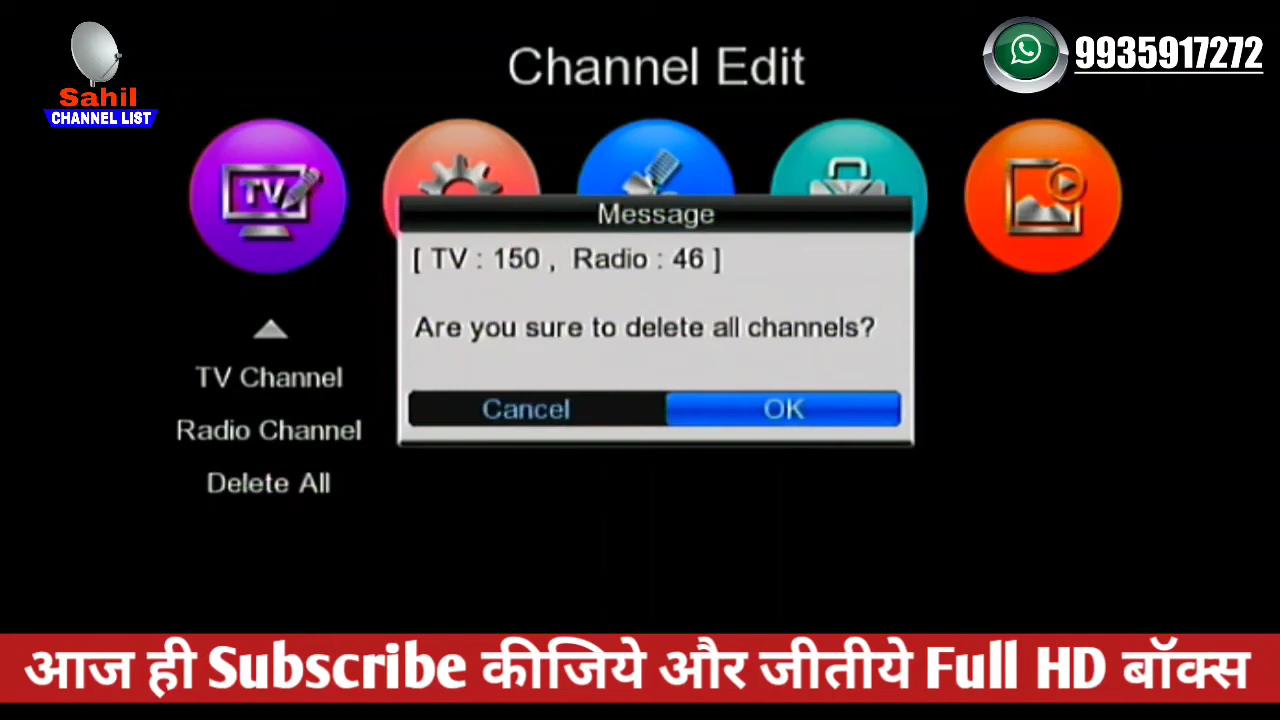 Sahil
CHANNEL LIST
Channel Edit
9935917272
TV
Message
[ TV : 150 , Radio : 46 ]
Are you sure to delete all channels?
Cancel
OK
TV Channel
Radio Channel
Delete All
आज ही Subscribe कीजिये और जीतीये Full HD बॉक्स